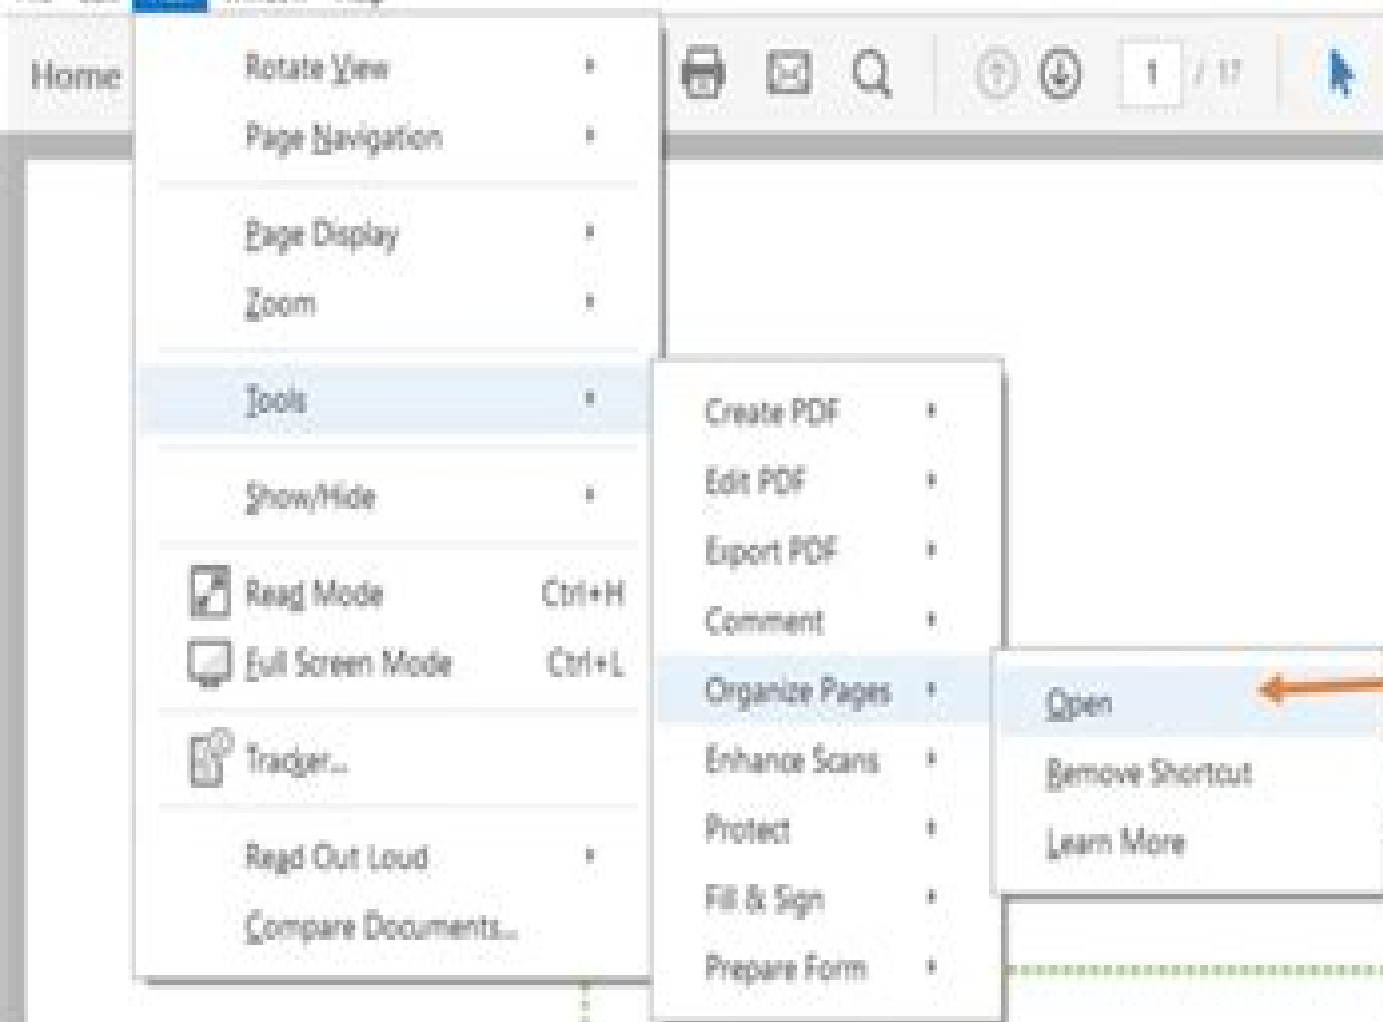 Home
1 / 17
Rotate View
Page Navigation
Page Display
Zoom
Tools
Show/Hide
Read Mode Ctrl+H
Full Screen Mode Ctrl+L
Tracker...
Read Out Loud
Compare Documents...
Create PDF
Edit PDF
Export PDF
Comment
Organize Pages
Enhance Scans
Protect
Fill & Sign
Prepare Form
Open
Remove Shortcut
Learn More